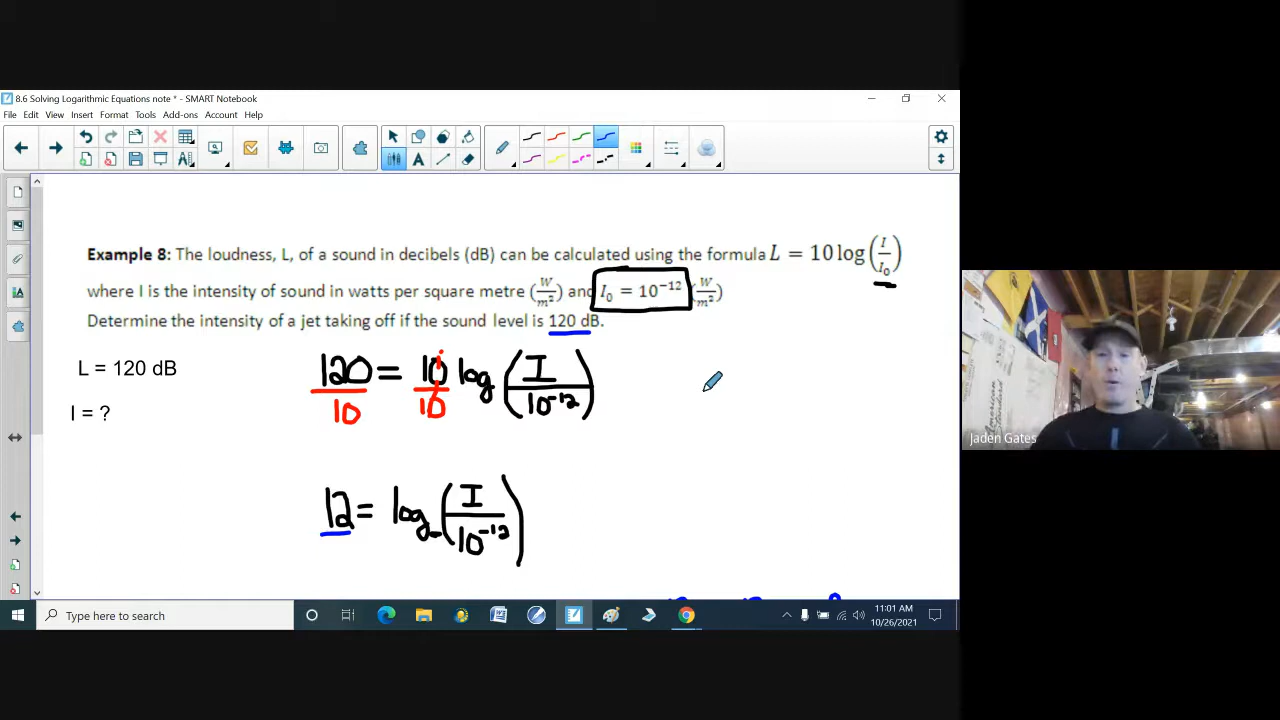 8.6 Solving Logarithmic Equations note * - SMART Notebook
File Edit View Insert Format Tools Add-ons Account Help
Example 8: The loudness, L, of a sound in decibels (dB) can be calculated using the formula L = 10 log(I/I₀)
where I is the intensity of sound in watts per square metre (W/m²) and I₀ = 10⁻¹² (W/m²)
Determine the intensity of a jet taking off if the sound level is 120 dB.
L = 120 dB
120/10 = 10/10 log(I/10⁻¹²)
I = ?
12 = log(I/10⁻¹²)
Jaden Gates
Type here to search
11:01 AM
10/26/2021